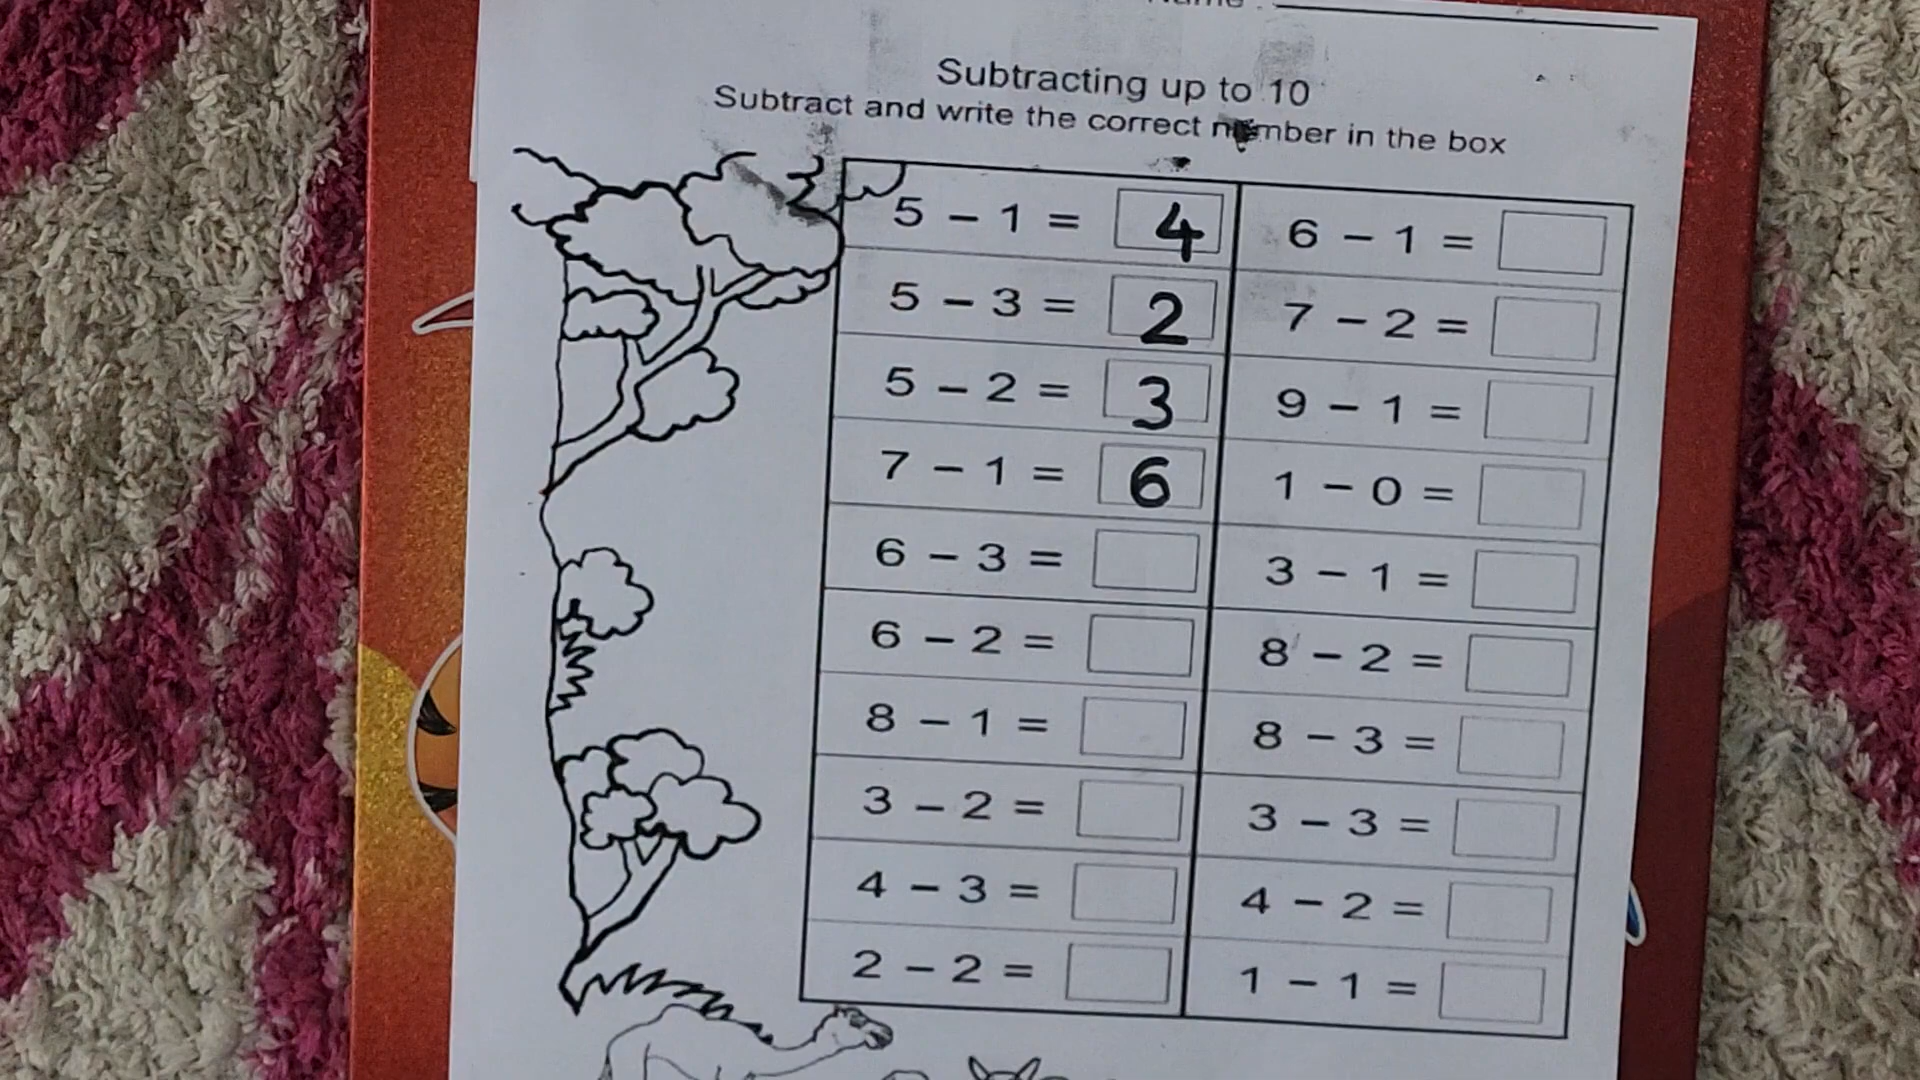 Name :
Subtracting up to 10
Subtract and write the correct number in the box
5 - 1 = 4
5 - 3 = 2
5 - 2 = 3
7 - 1 = 6
6 - 3 =
6 - 2 =
8 - 1 =
3 - 2 =
4 - 3 =
2 - 2 =
6 - 1 =
7 - 2 =
9 - 1 =
1 - 0 =
3 - 1 =
8 - 2 =
8 - 3 =
3 - 3 =
4 - 2 =
1 - 1 =